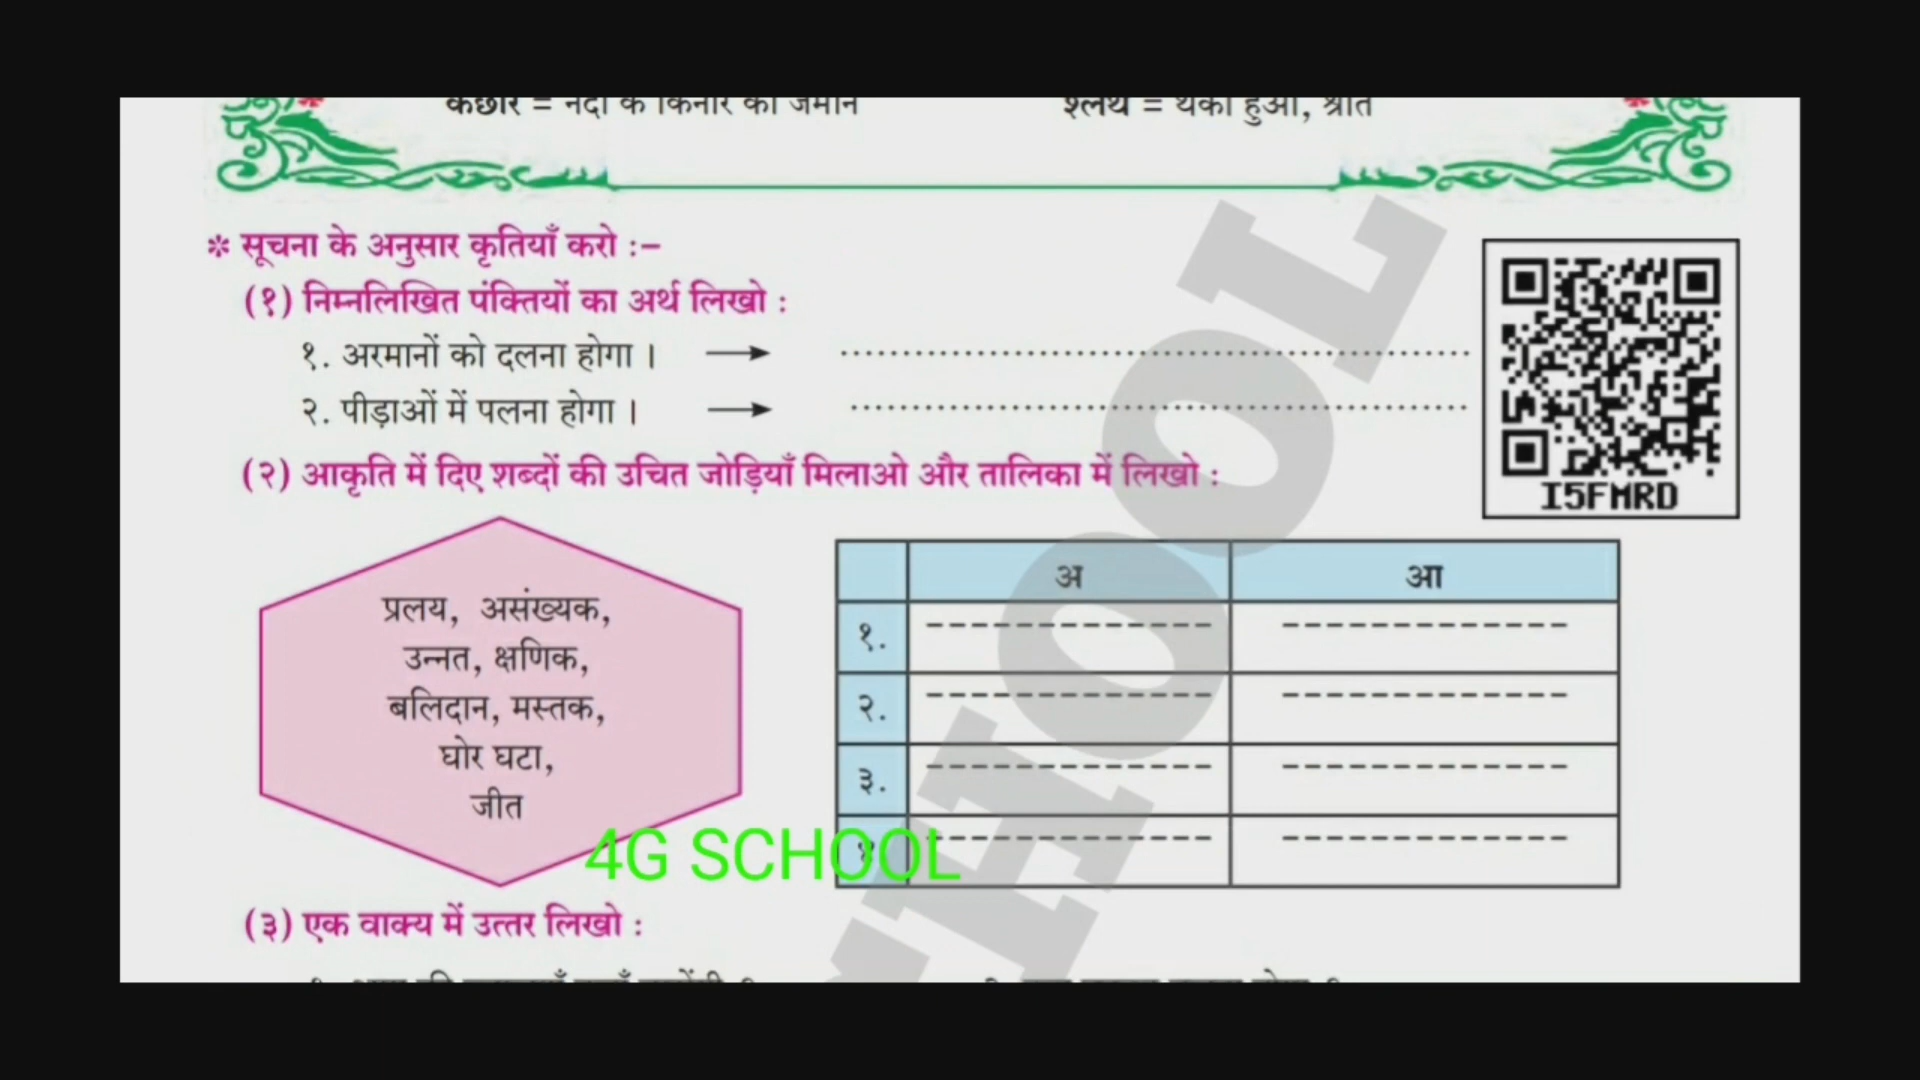 कछार = नदी के किनारे की जमीन
श्लथ = थका हुआ, श्रांत
* सूचना के अनुसार कृतियाँ करो :–
(१) निम्नलिखित पंक्तियों का अर्थ लिखो :
१. अरमानों को दलना होगा ।
२. पीड़ाओं में पलना होगा ।
I5FMRD
(२) आकृति में दिए शब्दों की उचित जोड़ियाँ मिलाओ और तालिका में लिखो :
प्रलय, असंख्यक,
उन्नत, क्षणिक,
बलिदान, मस्तक,
घोर घटा,
जीत
अ आ
१.
२.
३.
4G SCHOOL
HOOL
(३) एक वाक्य में उत्तर लिखो :